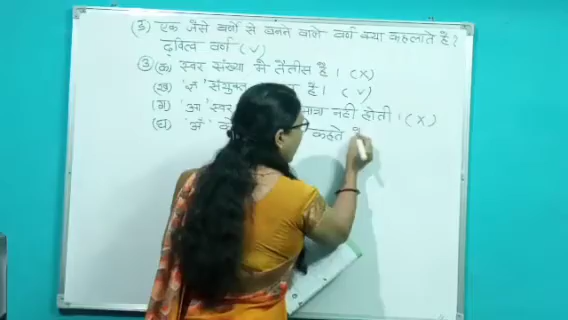 (ङ) एक जैसे वर्णो से बनने वाले वर्ण क्या कहलाते है?
द्वित्व वर्ण (√)
③ (क) स्वर संख्या मे तैंतीस है। (×)
(ख) 'ज्ञ' संयुक्त है। (√)
(ग) 'आ' स्वर मात्रा नही होती। (×)
(घ) 'अं' को कहते है